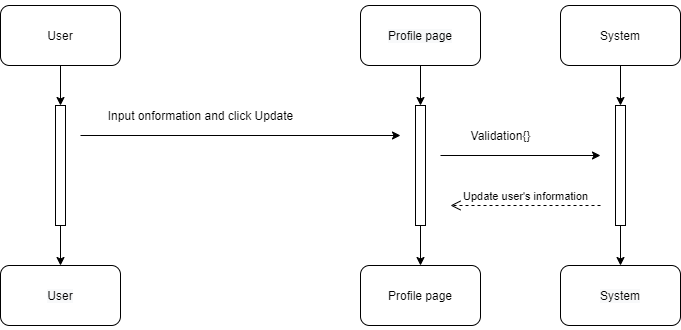 User
Profile page
System
Input onformation and click Update
Validation{}
Update user's information
User
Profile page
System